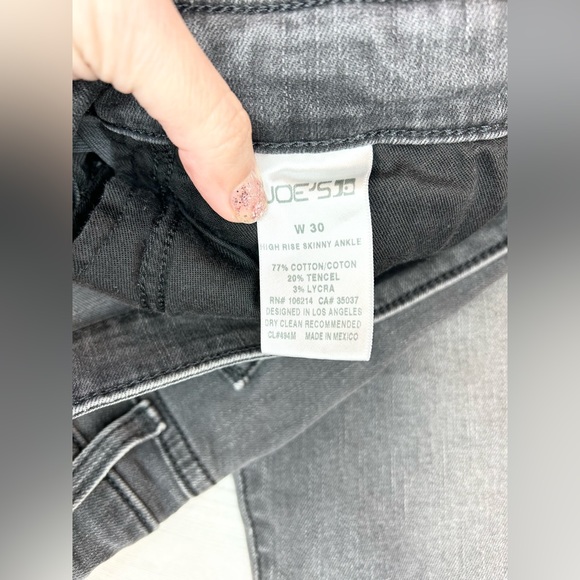 JOE'S
W 30
HIGH RISE SKINNY ANKLE
77% COTTON/COTON
20% TENCEL
3% LYCRA
RN# 106214 CA# 35037
DESIGNED IN LOS ANGELES
DRY CLEAN RECOMMENDED
CL#494M MADE IN MEXICO